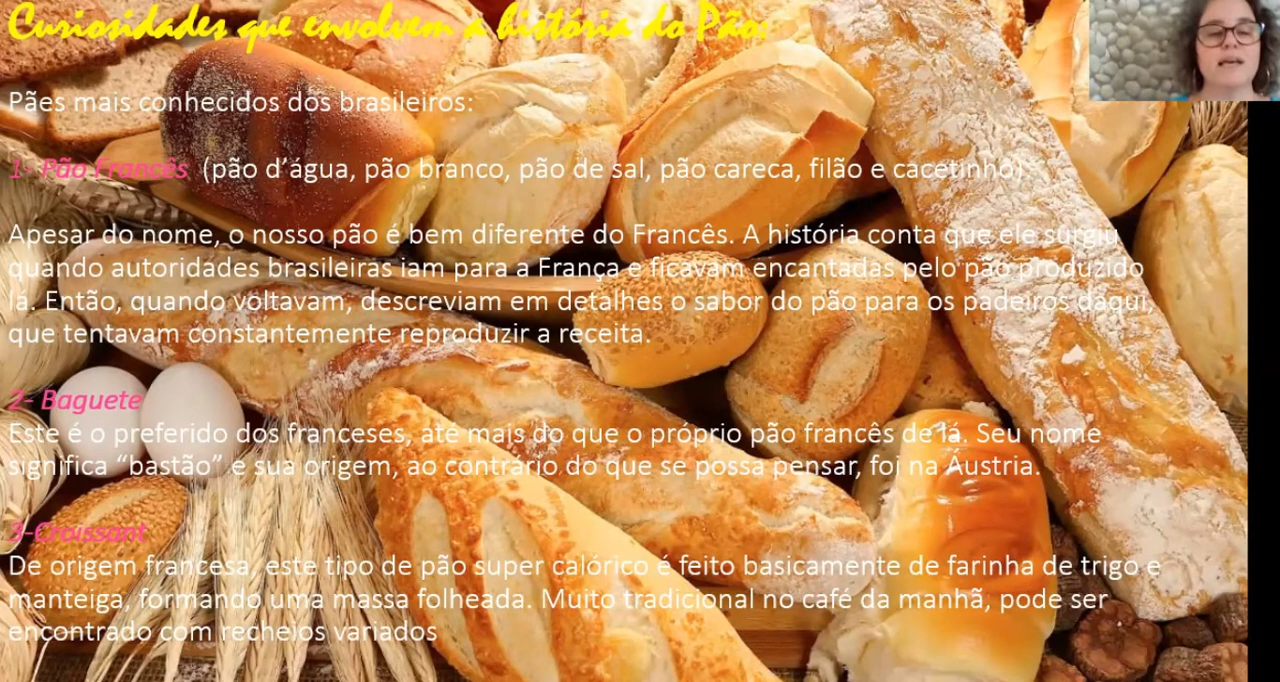 Curiosidades que envolvem a história do Pão:
Pães mais conhecidos dos brasileiros:
1- Pão Francês (pão d’água, pão branco, pão de sal, pão careca, filão e cacetinho)
Apesar do nome, o nosso pão é bem diferente do Francês. A história conta que ele surgiu
quando autoridades brasileiras iam para a França e ficavam encantadas pelo pão produzido
lá. Então, quando voltavam, descreviam em detalhes o sabor do pão para os padeiros daqui,
que tentavam constantemente reproduzir a receita.
2- Baguete
Este é o preferido dos franceses, até mais do que o próprio pão francês de lá. Seu nome
significa “bastão” e sua origem, ao contrário do que se possa pensar, foi na Áustria.
3-Croissant
De origem francesa, este tipo de pão super calórico é feito basicamente de farinha de trigo e
manteiga, formando uma massa folheada. Muito tradicional no café da manhã, pode ser
encontrado com recheios variados